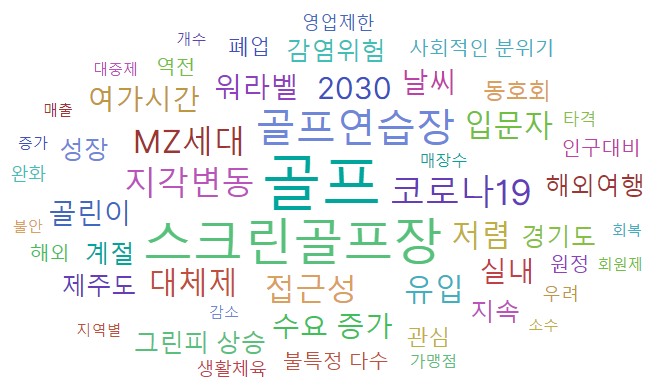 영업제한
개수 폐업 감염위험 사회적인 분위기
대중제 역전
여가시간 워라벨 2030 날씨 동호회
매출 골프연습장 입문자 타격
증가 성장 MZ세대 매장수 인구대비
완화 지각변동 골프 코로나19 해외여행
불안 골린이 스크린골프장 저렴 경기도 회복
해외 계절 실내 원정 회원제
제주도 대체제 접근성 유입 지속 우려
감소 수요 증가 소수
지역별 그린피 상승 관심
생활체육 불특정 다수 가맹점